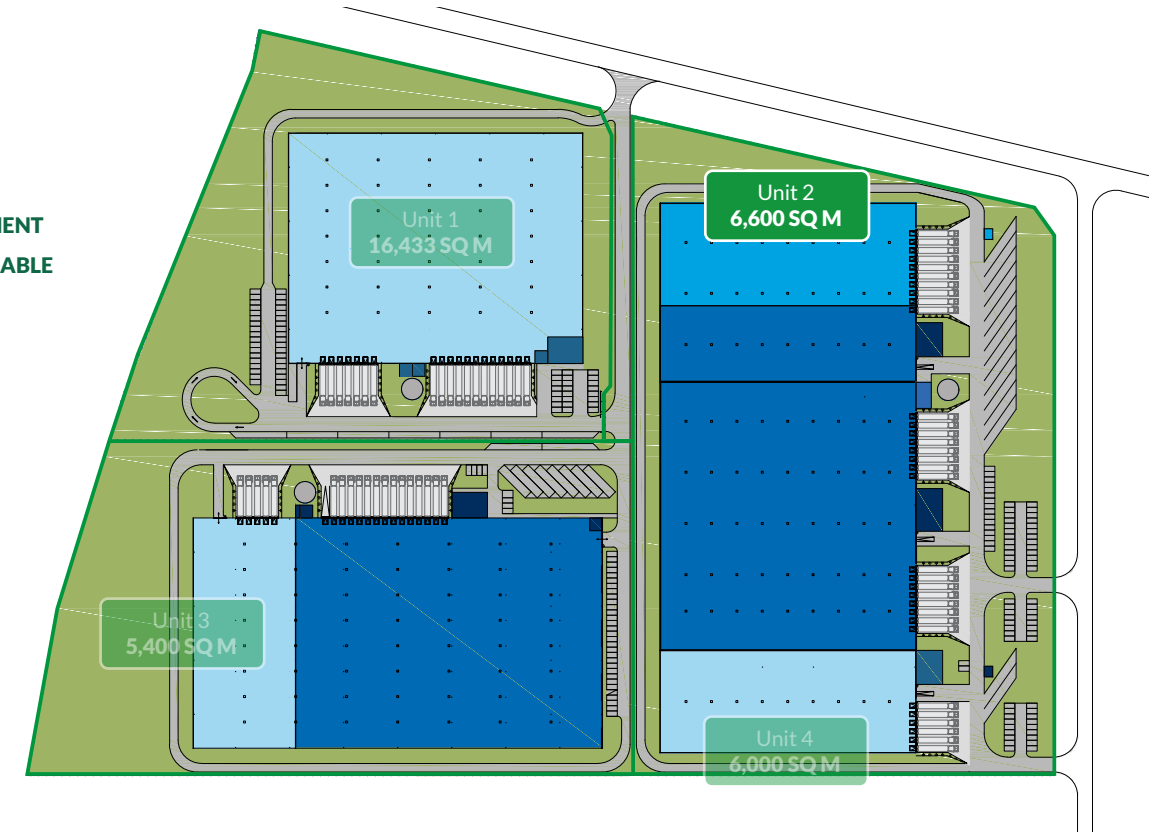 Unit 2
6,600 SQ M
Unit 1
16,433 SQ M
MENT
ABLE
Unit 3
5,400 SQ M
Unit 4
6,000 SQ M